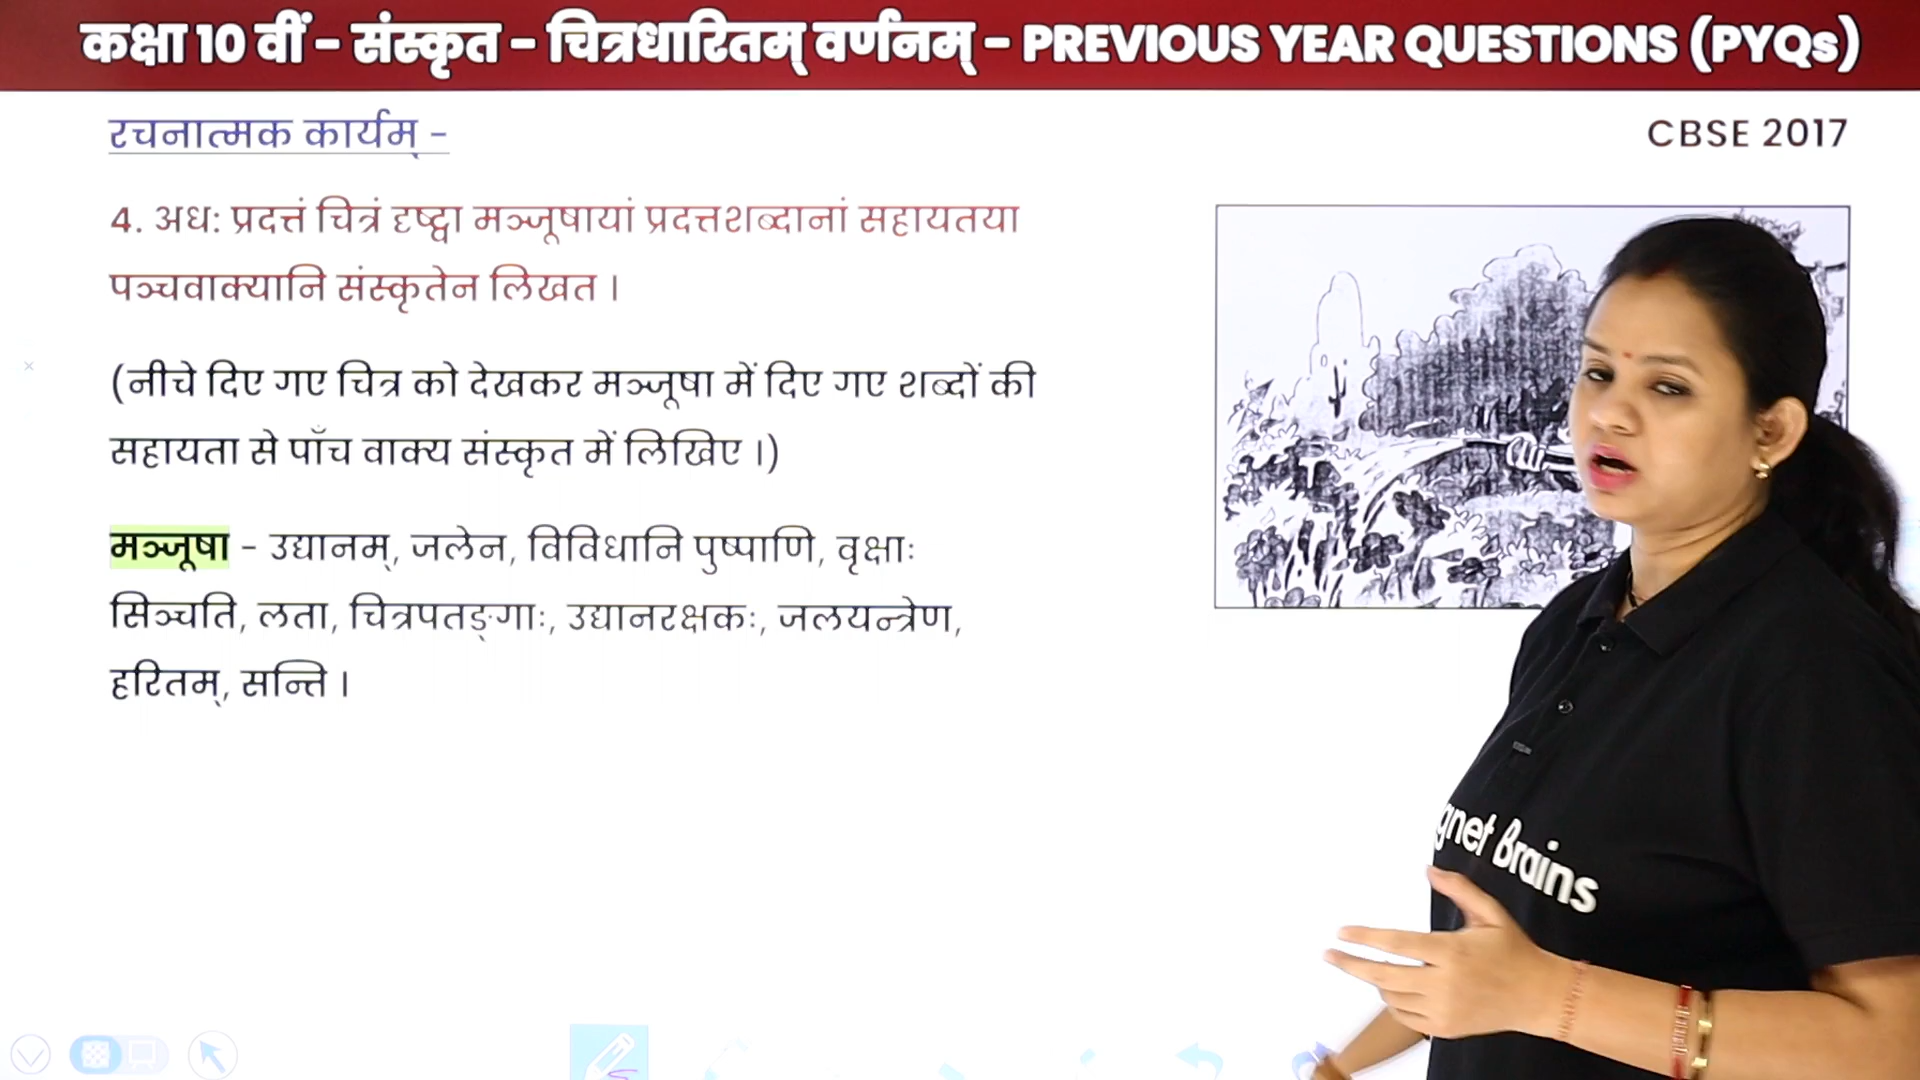 कक्षा 10 वीं – संस्कृत – चित्रधारितम् वर्णनम् – PREVIOUS YEAR QUESTIONS (PYQs)
रचनात्मक कार्यम् –
CBSE 2017
4. अध: प्रदत्तं चित्रं दृष्ट्वा मञ्जूषायां प्रदत्तशब्दानां सहायतया
पञ्चवाक्यानि संस्कृतेन लिखत ।
(नीचे दिए गए चित्र को देखकर मञ्जूषा में दिए गए शब्दों की
सहायता से पाँच वाक्य संस्कृत में लिखिए ।)
मञ्जूषा – उद्यानम्, जलेन, विविधानि पुष्पाणि, वृक्षाः
सिञ्चति, लता, चित्रपतङ्गाः, उद्यानरक्षकः, जलयन्त्रेण,
हरितम्, सन्ति ।
gnet Brains